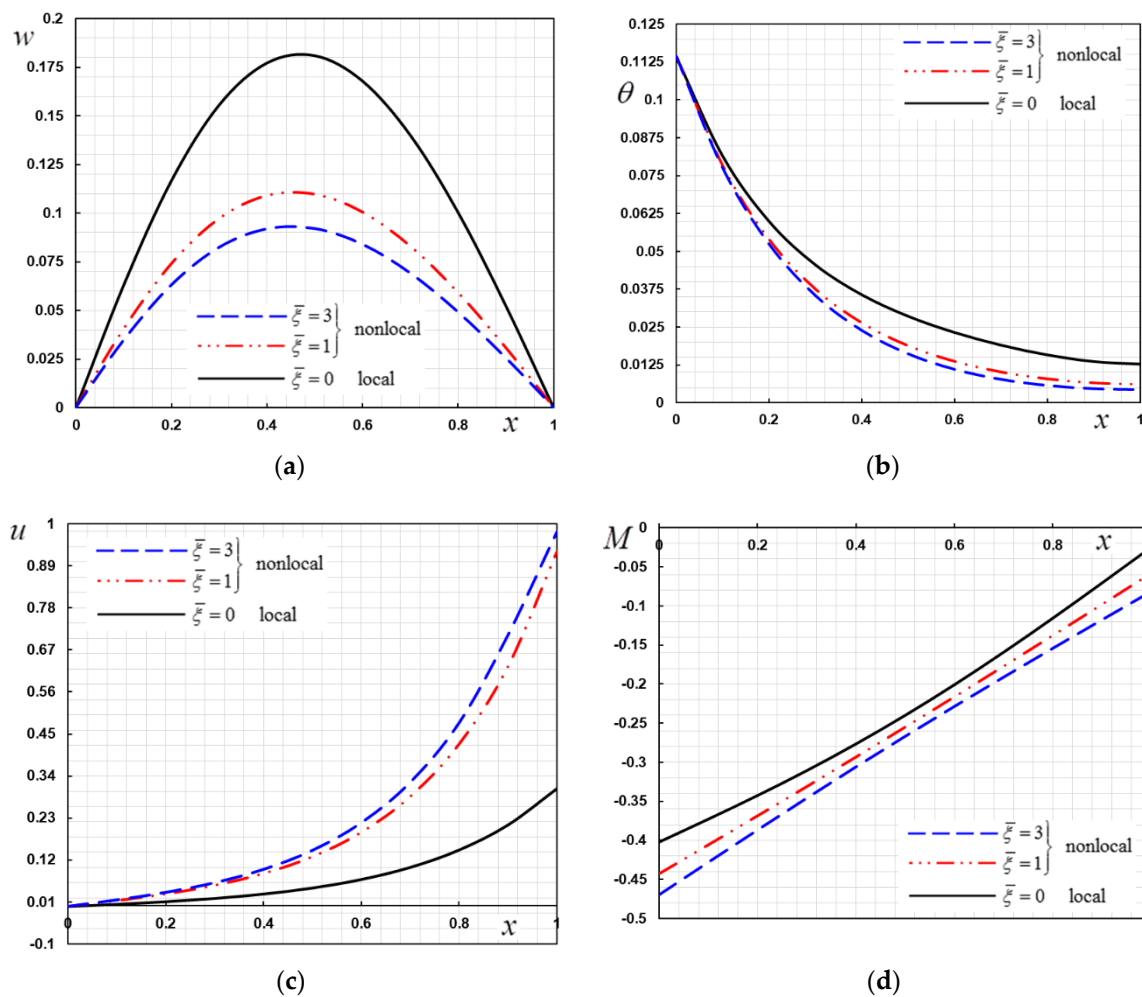 w
0.2
0.175
0.15
0.125
0.1
0.075
0.05
0.025
0
0 0.2 0.4 0.6 0.8 x 1
ξ̄ = 3
ξ̄ = 1 } nonlocal
ξ̄ = 0 local
(a)
θ
0.125
0.1125
0.1
0.0875
0.075
0.0625
0.05
0.0375
0.025
0.0125
0
0 0.2 0.4 0.6 0.8 x 1
ξ̄ = 3
ξ̄ = 1 } nonlocal
ξ̄ = 0 local
(b)
u
1
0.89
0.78
0.67
0.56
0.45
0.34
0.23
0.12
0.01
-0.1
0 0.2 0.4 0.6 0.8 x 1
ξ̄ = 3
ξ̄ = 1 } nonlocal
ξ̄ = 0 local
(c)
M
0
-0.05
-0.1
-0.15
-0.2
-0.25
-0.3
-0.35
-0.4
-0.45
-0.5
0.2 0.4 0.6 0.8 x 1
ξ̄ = 3
ξ̄ = 1 } nonlocal
ξ̄ = 0 local
(d)